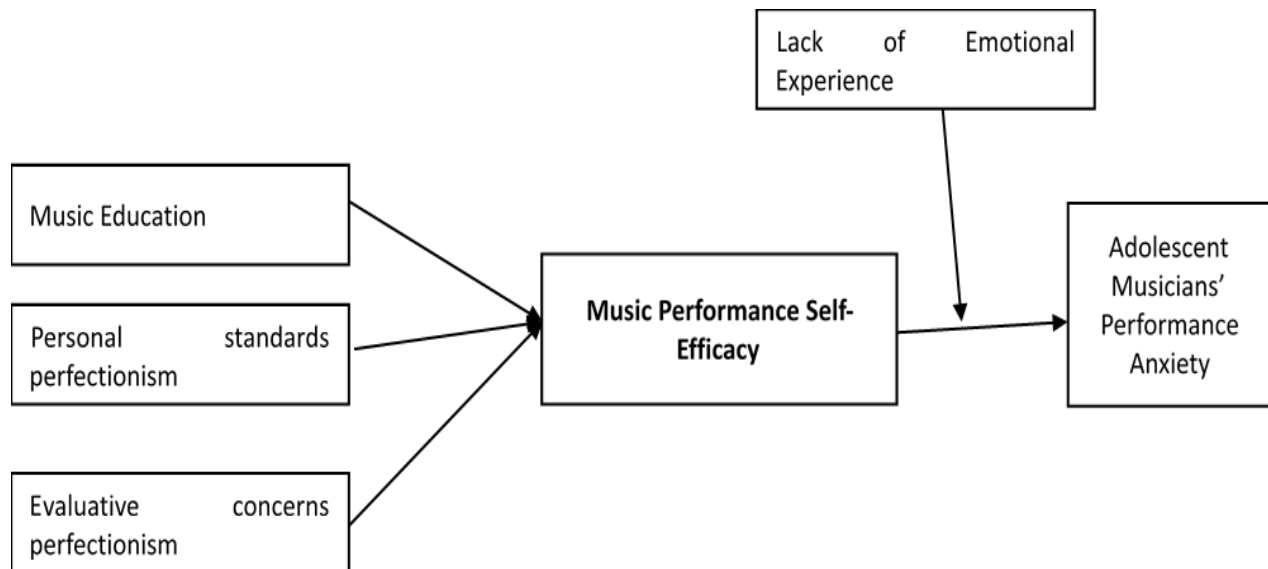 Lack of Emotional
Experience
Music Education
Personal standards
perfectionism
Evaluative concerns
perfectionism
Music Performance Self-
Efficacy
Adolescent
Musicians’
Performance
Anxiety